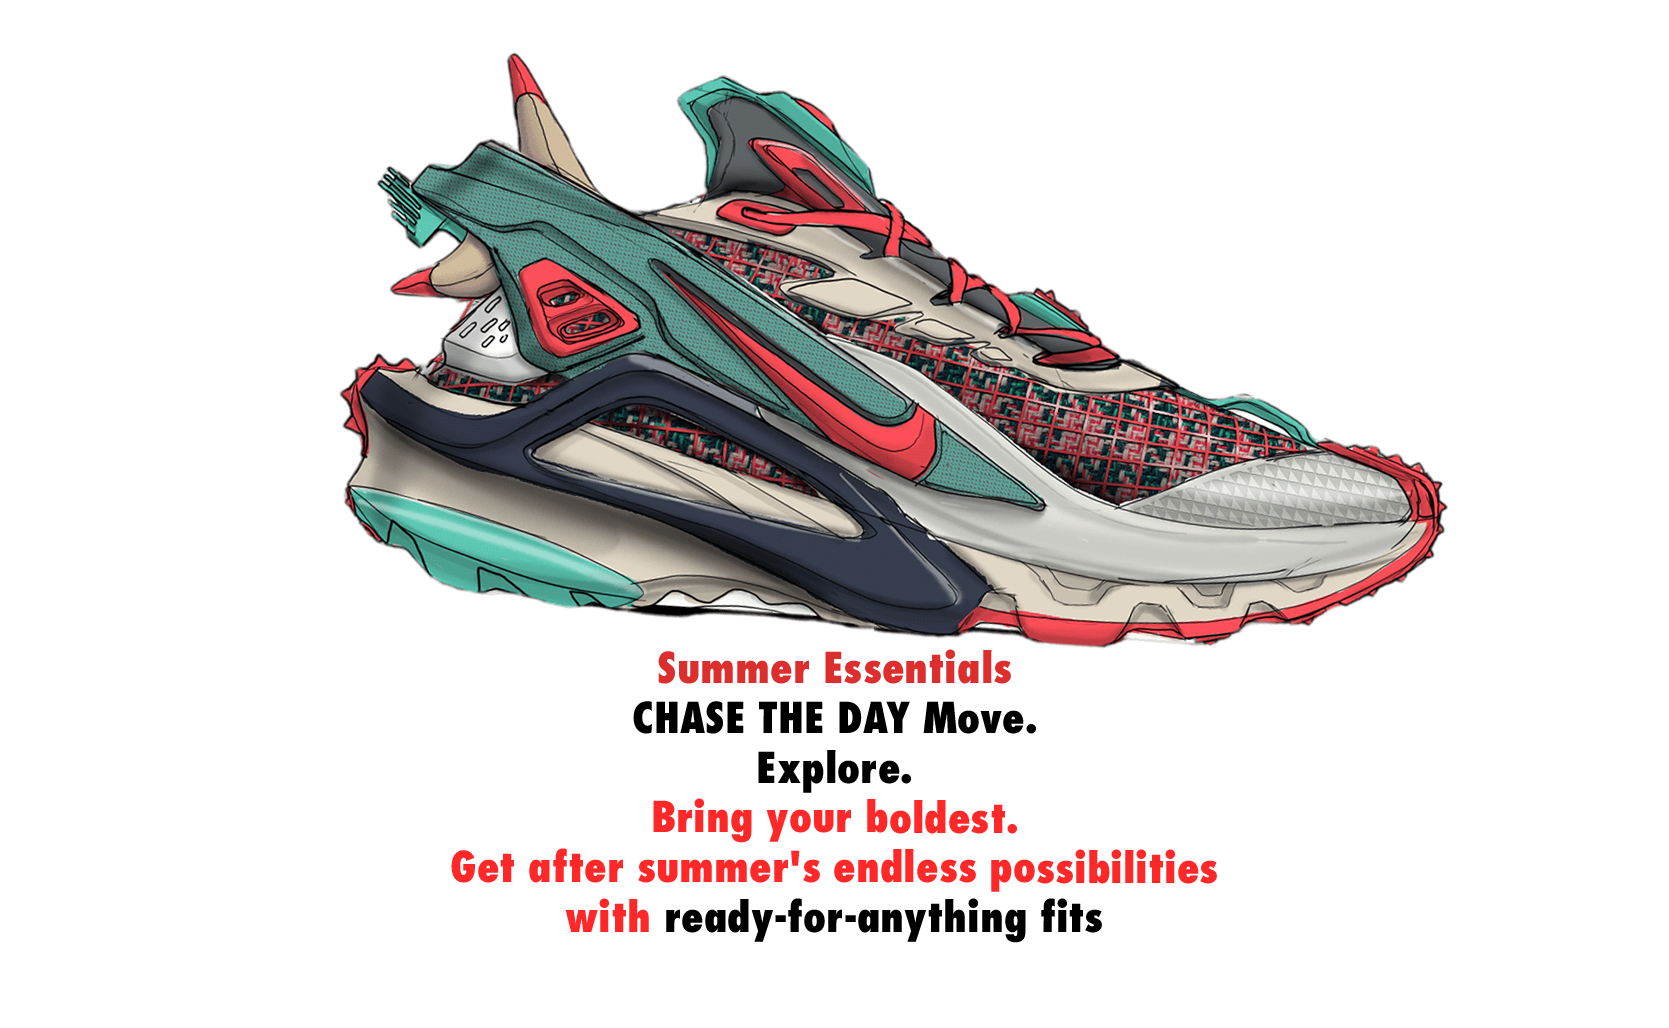 Summer Essentials
CHASE THE DAY Move.
Explore.
Bring your boldest.
Get after summer's endless possibilities
with ready-for-anything fits